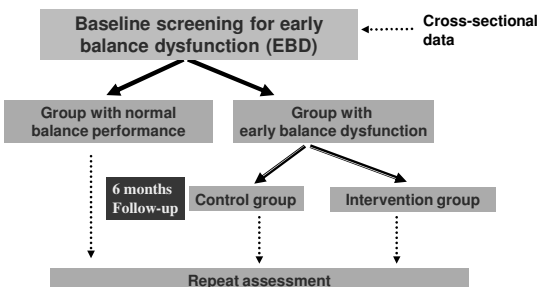 Baseline screening for early
balance dysfunction (EBD)
Cross-sectional
data
Group with normal
balance performance
Group with
early balance dysfunction
6 months
Follow-up
Control group
Intervention group
Repeat assessment